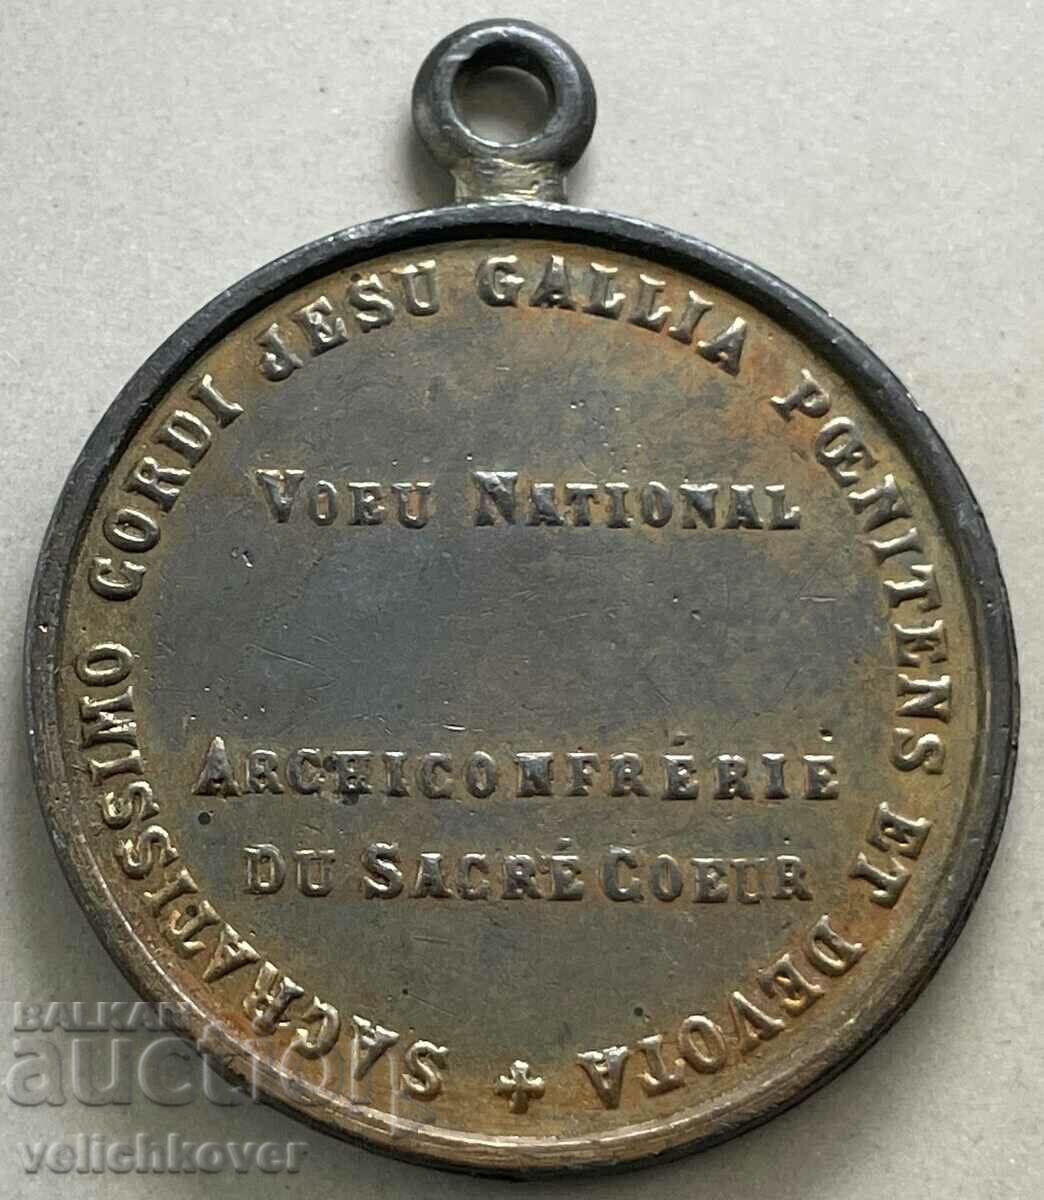 SACRATISSIMO CORDI JESU GALLIA PŒNITENS ET DEVOTA +
VOEU NATIONAL
ARCHICONFRÉRIE
DU SACRÉ COEUR
BALKAN
auction
velichkover